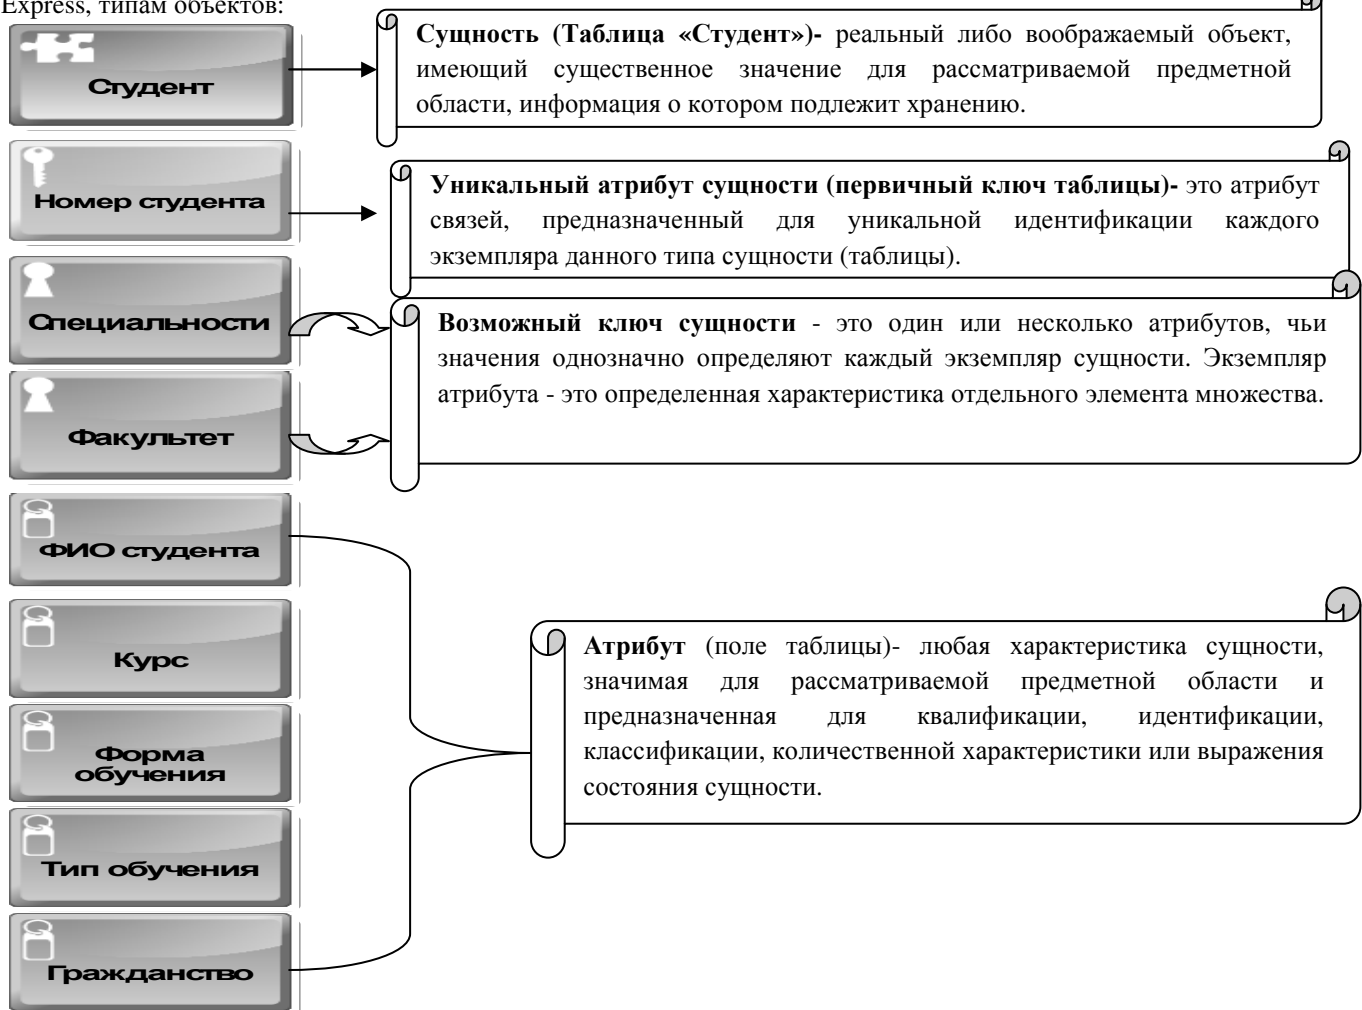 Express, типам объектов:
Студент
Сущность (Таблица «Студент»)- реальный либо воображаемый объект,
имеющий существенное значение для рассматриваемой предметной
области, информация о котором подлежит хранению.
Номер студента
Уникальный атрибут сущности (первичный ключ таблицы)- это атрибут
связей, предназначенный для уникальной идентификации каждого
экземпляра данного типа сущности (таблицы).
Специальности
Возможный ключ сущности - это один или несколько атрибутов, чьи
значения однозначно определяют каждый экземпляр сущности. Экземпляр
атрибута - это определенная характеристика отдельного элемента множества.
Факультет
ФИО студента
Курс
Форма
обучения
Тип обучения
Гражданство
Атрибут (поле таблицы)- любая характеристика сущности,
значимая для рассматриваемой предметной области и
предназначенная для квалификации, идентификации,
классификации, количественной характеристики или выражения
состояния сущности.